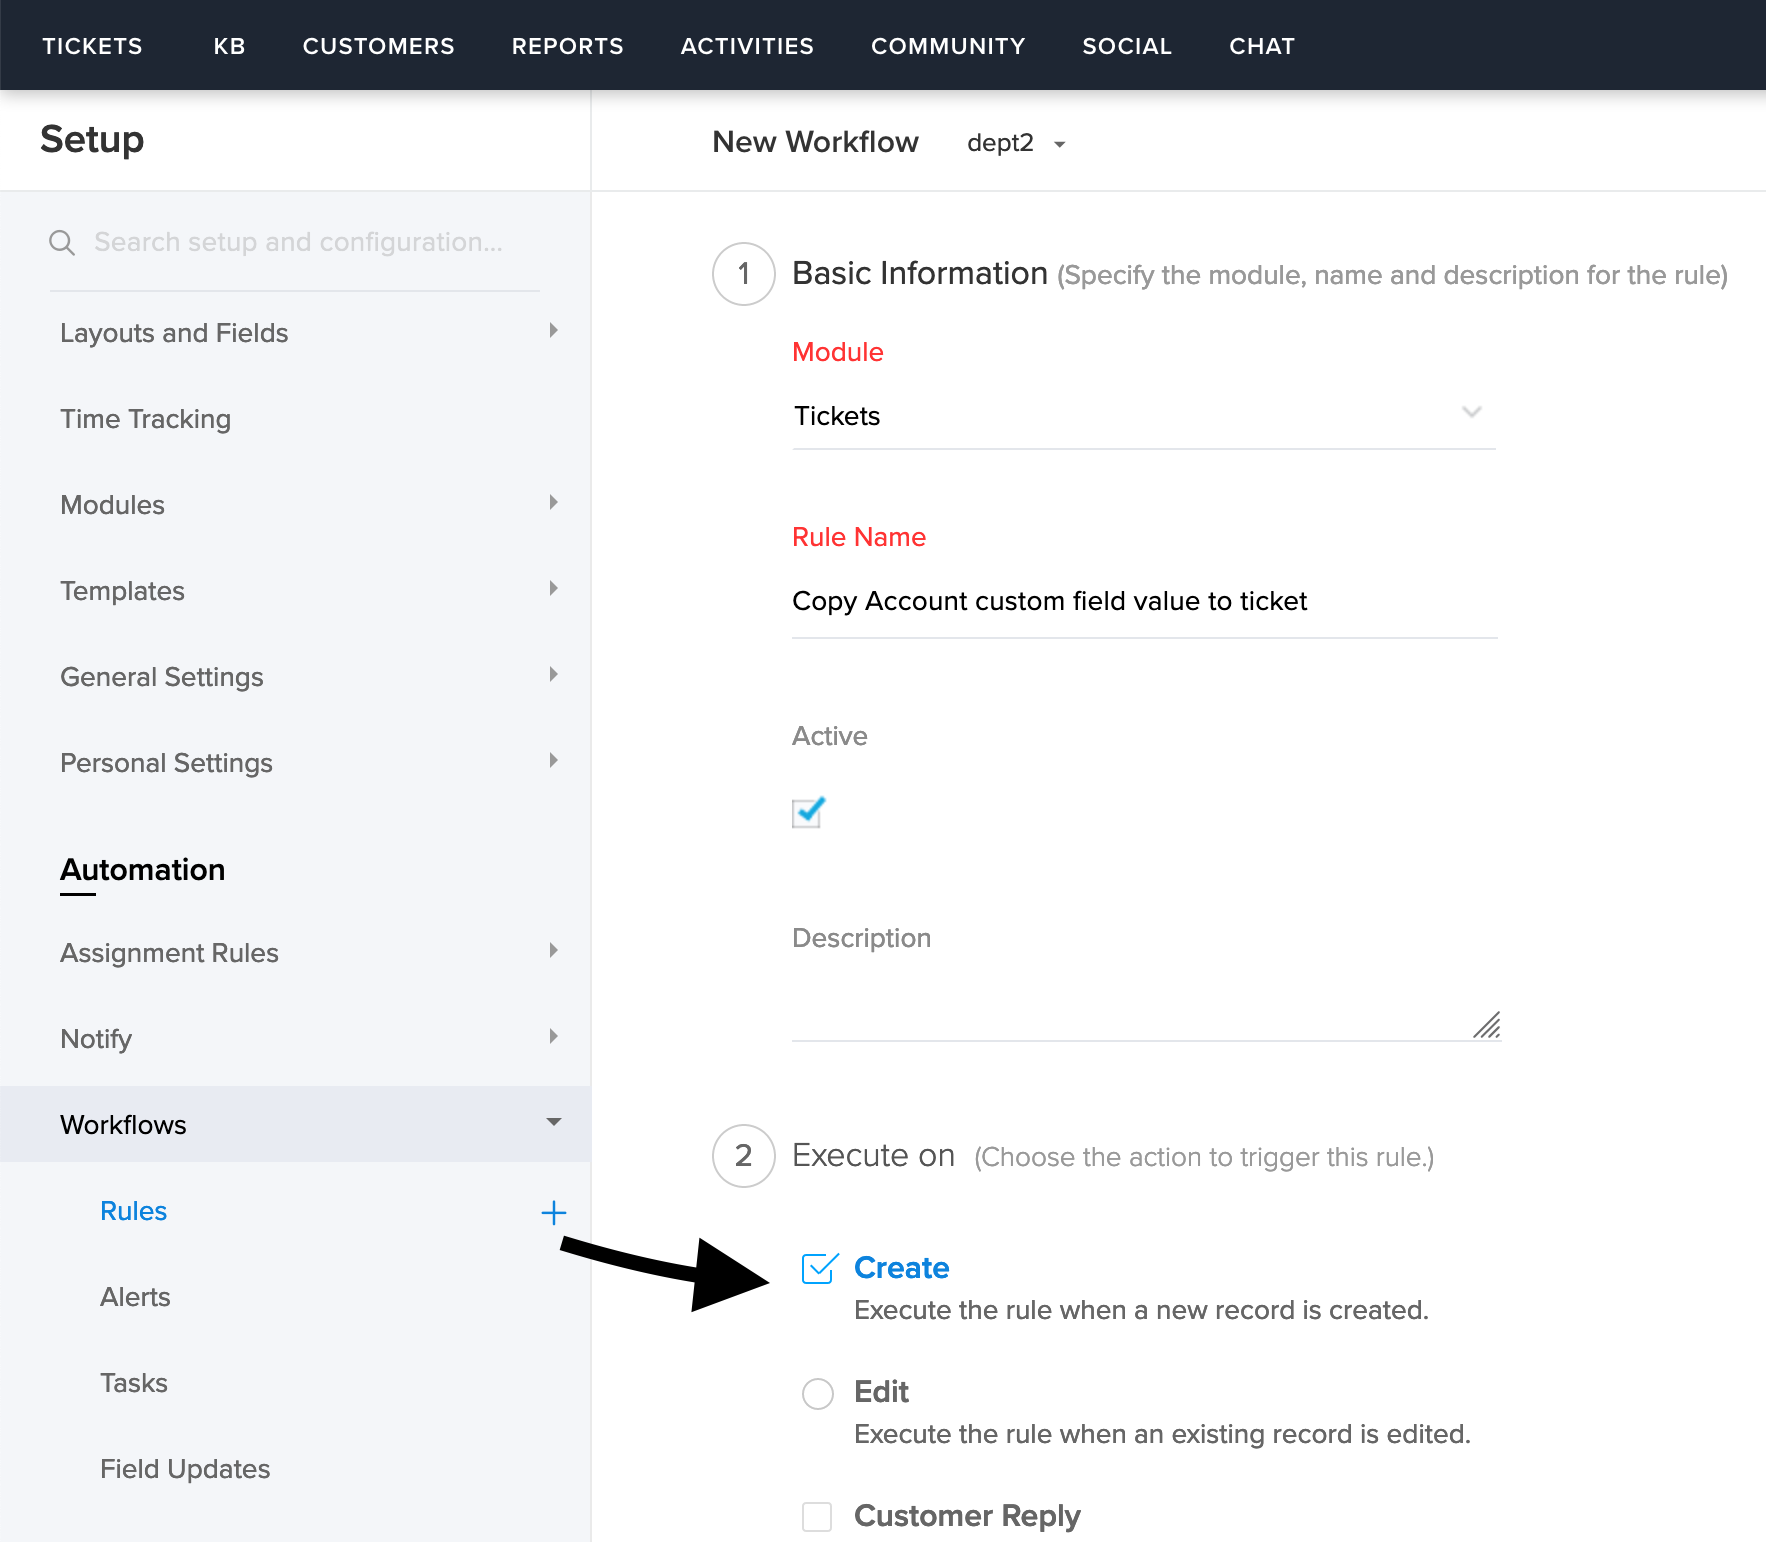 TICKETS KB CUSTOMERS REPORTS ACTIVITIES COMMUNITY SOCIAL CHAT
Setup
Search setup and configuration...
Layouts and Fields
Time Tracking
Modules
Templates
General Settings
Personal Settings
Automation
Assignment Rules
Notify
Workflows
Rules
Alerts
Tasks
Field Updates
New Workflow dept2
1 Basic Information (Specify the module, name and description for the rule)
Module
Tickets
Rule Name
Copy Account custom field value to ticket
Active
Description
2 Execute on (Choose the action to trigger this rule.)
Create
Execute the rule when a new record is created.
Edit
Execute the rule when an existing record is edited.
Customer Reply